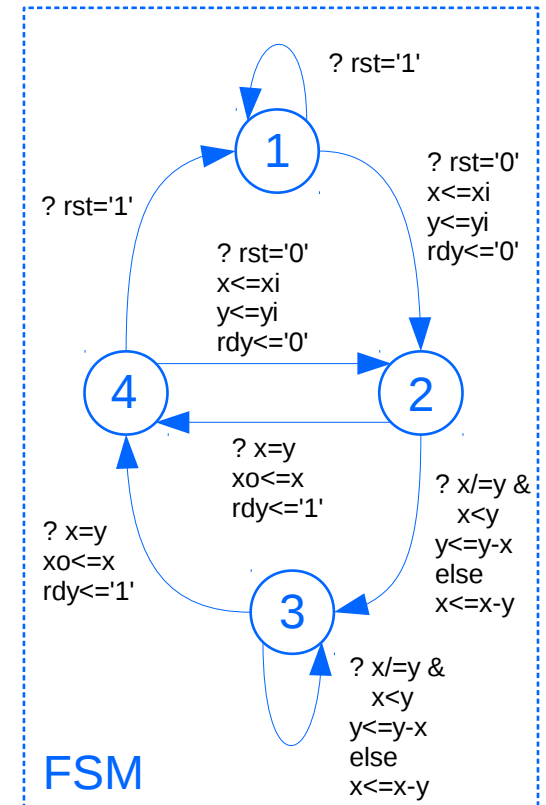 ? rst='1'
1
? rst='0'
x<=xi
y<=yi
rdy<='0'
? rst='1'
? rst='0'
x<=xi
y<=yi
rdy<='0'
4
2
? x=y
xo<=x
rdy<='1'
? x/=y &
x<y
y<=y-x
else
x<=x-y
? x=y
xo<=x
rdy<='1'
3
? x/=y &
x<y
y<=y-x
else
x<=x-y
FSM